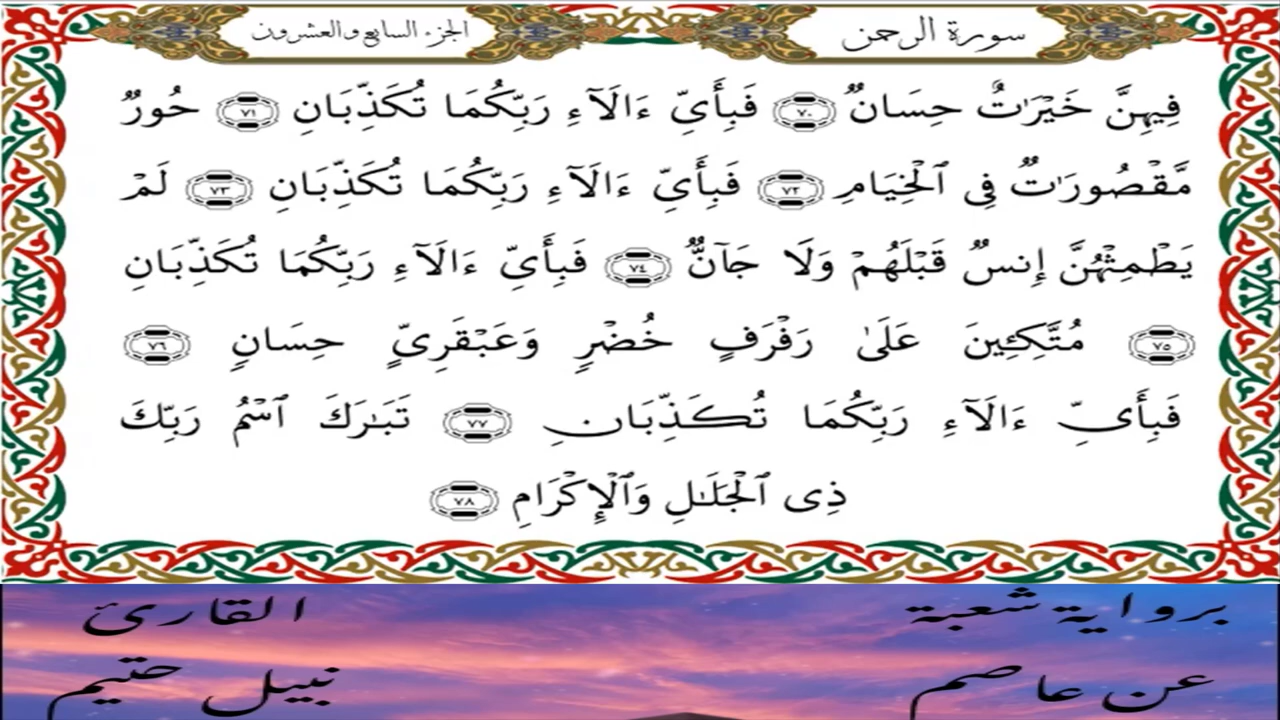 سورة الرحمن
الجزء السابع والعشرون
فِيهِنَّ خَيْرَٰتٌ حِسَانٌ ٧٠ فَبِأَيِّ ءَالَآءِ رَبِّكُمَا تُكَذِّبَانِ ٧١ حُورٌ
مَّقْصُورَٰتٌ فِى ٱلْخِيَامِ ٧٢ فَبِأَيِّ ءَالَآءِ رَبِّكُمَا تُكَذِّبَانِ ٧٣ لَمْ
يَطْمِثْهُنَّ إِنسٌ قَبْلَهُمْ وَلَا جَآنٌّ ٧٤ فَبِأَيِّ ءَالَآءِ رَبِّكُمَا تُكَذِّبَانِ
٧٥ مُتَّكِـِٔينَ عَلَىٰ رَفْرَفٍ خُضْرٍ وَعَبْقَرِىٍّ حِسَانٍ ٧٦
فَبِأَيِّ ءَالَآءِ رَبِّكُمَا تُكَذِّبَانِ ٧٧ تَبَٰرَكَ ٱسْمُ رَبِّكَ
ذِى ٱلْجَلَٰلِ وَٱلْإِكْرَامِ ٧٨
برواية شعبة
عن عاصم
القارئ
نبيل حتيم